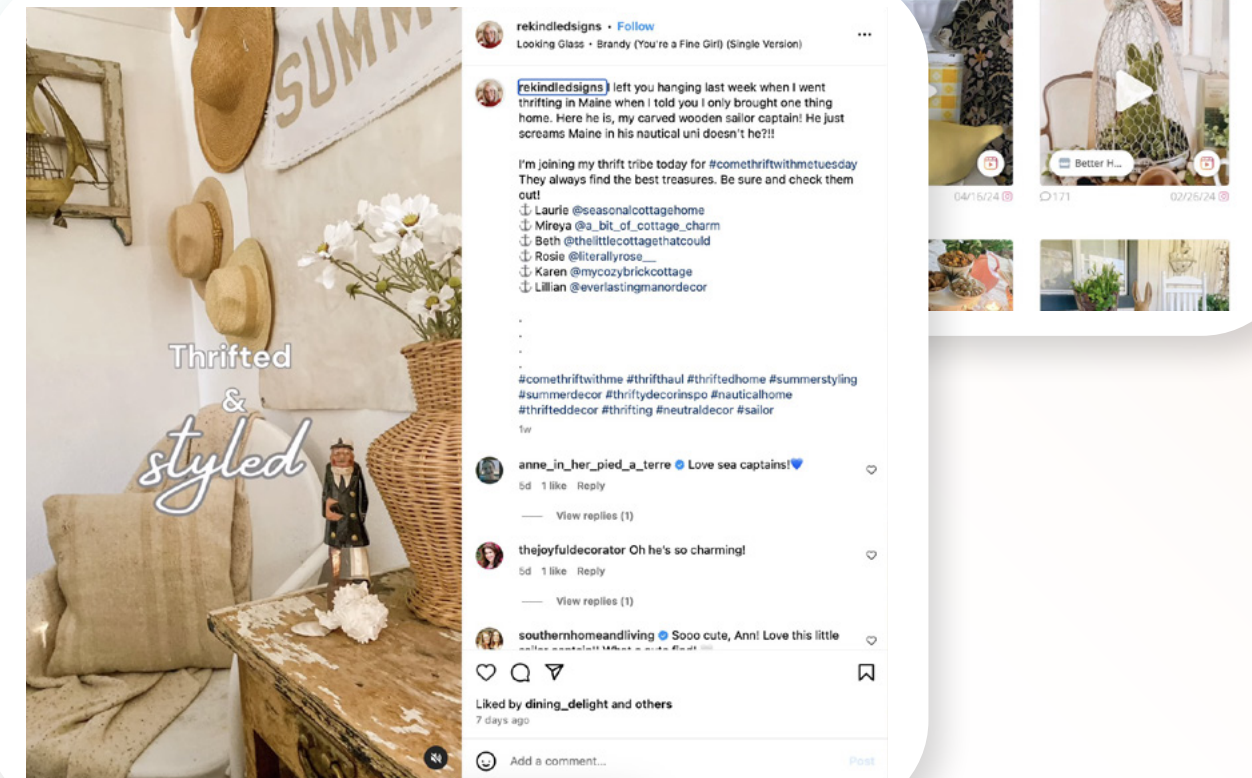 SUMM
Thrifted
&
styled
rekindledsigns • Follow
Looking Glass • Brandy (You're a Fine Girl) (Single Version)
rekindledsigns I left you hanging last week when I went
thrifting in Maine when I told you I only brought one thing
home. Here he is, my carved wooden sailor captain! He just
screams Maine in his nautical uni doesn't he?!!
I'm joining my thrift tribe today for #comethriftwithmetuesday
They always find the best treasures. Be sure and check them
out!
⚓ Laurie @seasonalcottagehome
⚓ Mireya @a_bit_of_cottage_charm
⚓ Beth @thelittlecottagethatcould
⚓ Rosie @literallyrose__
⚓ Karen @mycozybrickcottage
⚓ Lillian @everlastingmanordecor
.
.
.
.
#comethriftwithme #thrifthaul #thriftedhome #summerstyling
#summerdecor #thriftydecorinspo #nauticalhome
#thrifteddecor #thrifting #neutraldecor #sailor
1w
anne_in_her_pied_a_terre Love sea captains!💙
5d 1 like Reply
View replies (1)
thejoyfuldecorator Oh he's so charming!
5d 1 like Reply
View replies (1)
southernhomeandliving Sooo cute, Ann! Love this little
sailor captain!! What a cute find!
Liked by dining_delight and others
7 days ago
Add a comment...
Post
Better H...
04/16/24
171
02/26/24